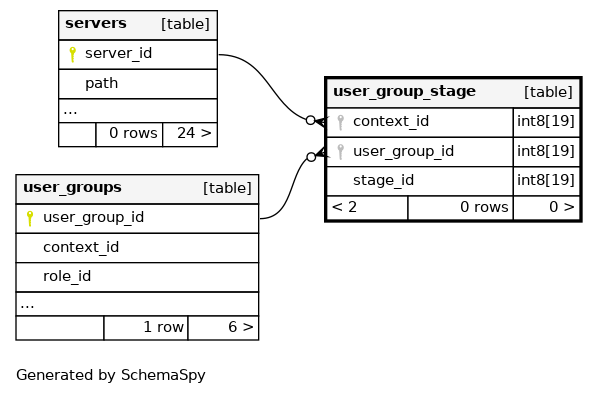 servers [table]
server_id
path
...
0 rows 24 >
user_group_stage [table]
context_id int8[19]
user_group_id int8[19]
stage_id int8[19]
< 2 0 rows 0 >
user_groups [table]
user_group_id
context_id
role_id
...
1 row 6 >
Generated by SchemaSpy